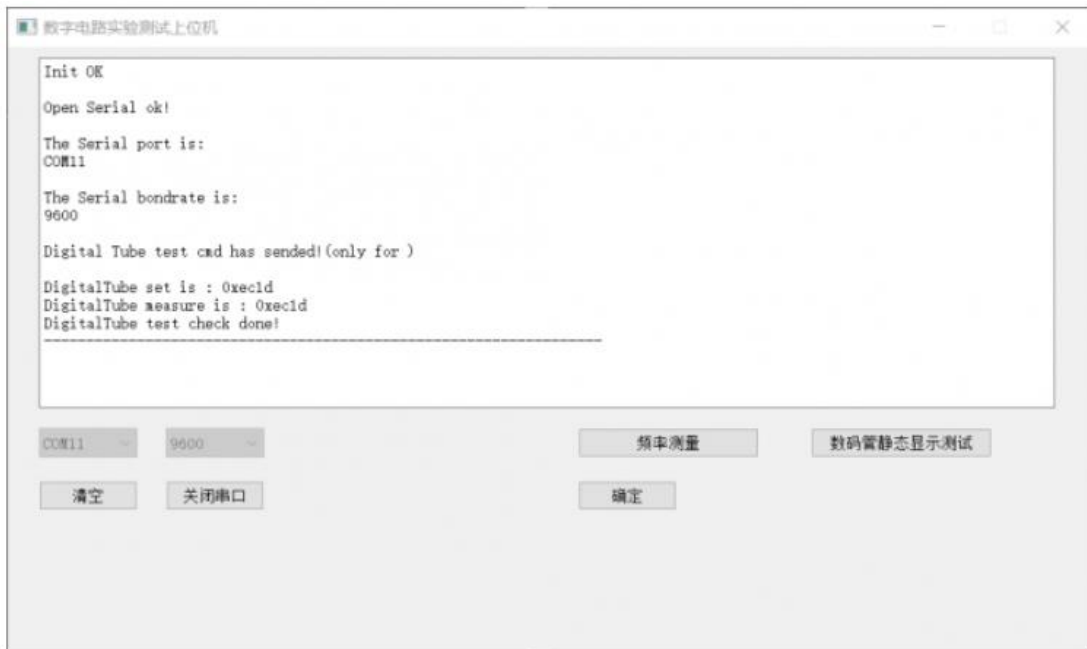 数字电路实验测试上位机
Init OK
Open Serial ok!
The Serial port is:
COM11
The Serial bondrate is:
9600
Digital Tube test cmd has sended!(only for )
DigitalTube set is : 0xec1d
DigitalTube measure is : 0xec1d
DigitalTube test check done!
--------------------------------------------------------------------
COM11
9600
频率测量
数码管静态显示测试
清空
关闭串口
确定